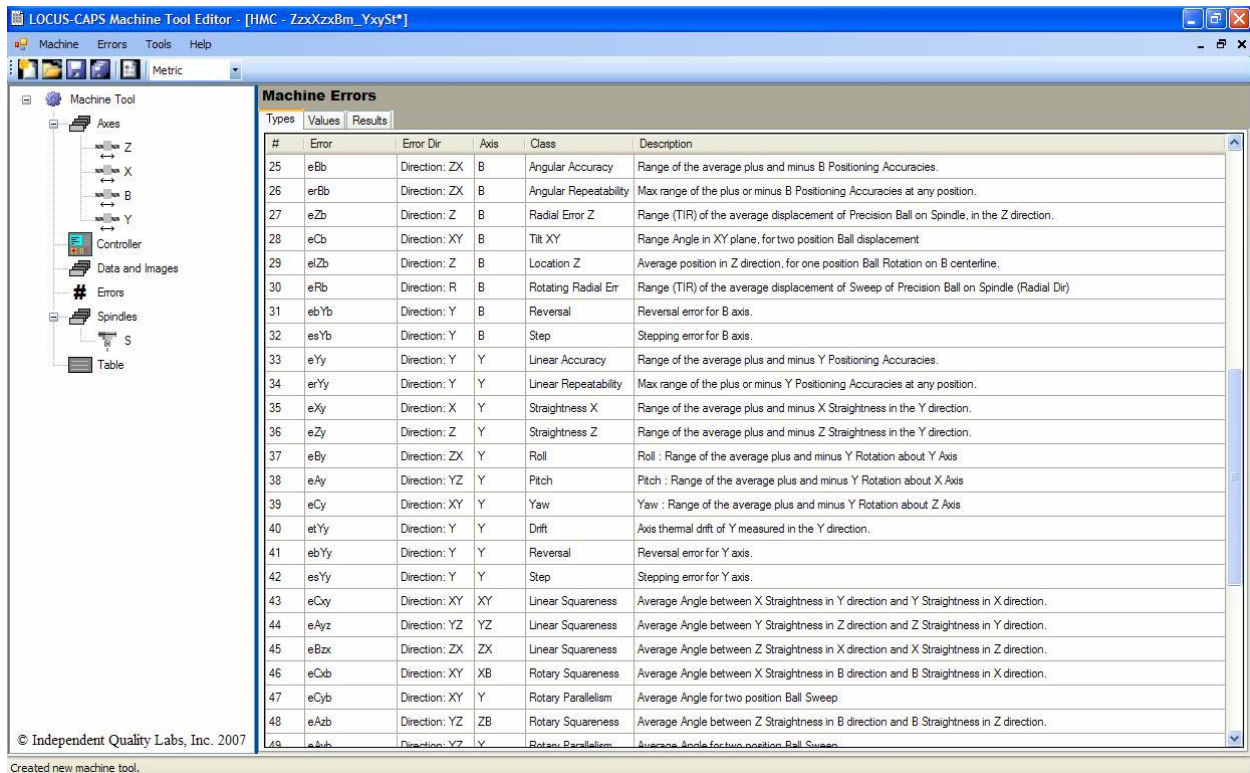 LOCUS-CAPS Machine Tool Editor - [HMC - ZzxXzxBm_YxySt*]
Machine Errors Tools Help
Metric
Machine Tool
Axes
Z
X
B
Y
Controller
Data and Images
# Errors
Spindles
S
Table
© Independent Quality Labs, Inc. 2007
Machine Errors
Types Values Results
# Error Error Dir Axis Class Description
25 eBb Direction: ZX B Angular Accuracy Range of the average plus and minus B Positioning Accuracies.
26 erBb Direction: ZX B Angular Repeatability Max range of the plus or minus B Positioning Accuracies at any position.
27 eZb Direction: Z B Radial Error Z Range (TIR) of the average displacement of Precision Ball on Spindle, in the Z direction.
28 eCb Direction: XY B Tilt XY Range Angle in XY plane, for two position Ball displacement
29 elZb Direction: Z B Location Z Average position in Z direction, for one position Ball Rotation on B centerline.
30 eRb Direction: R B Rotating Radial Err Range (TIR) of the average displacement of Sweep of Precision Ball on Spindle (Radial Dir)
31 ebYb Direction: Y B Reversal Reversal error for B axis.
32 esYb Direction: Y B Step Stepping error for B axis.
33 eYy Direction: Y Y Linear Accuracy Range of the average plus and minus Y Positioning Accuracies.
34 erYy Direction: Y Y Linear Repeatability Max range of the plus or minus Y Positioning Accuracies at any position.
35 eXy Direction: X Y Straightness X Range of the average plus and minus X Straightness in the Y direction.
36 eZy Direction: Z Y Straightness Z Range of the average plus and minus Z Straightness in the Y direction.
37 eBy Direction: ZX Y Roll Roll : Range of the average plus and minus Y Rotation about Y Axis
38 eAy Direction: YZ Y Pitch Pitch : Range of the average plus and minus Y Rotation about X Axis
39 eCy Direction: XY Y Yaw Yaw : Range of the average plus and minus Y Rotation about Z Axis
40 etYy Direction: Y Y Drift Axis thermal drift of Y measured in the Y direction.
41 ebYy Direction: Y Y Reversal Reversal error for Y axis.
42 esYy Direction: Y Y Step Stepping error for Y axis.
43 eCxy Direction: XY XY Linear Squareness Average Angle between X Straightness in Y direction and Y Straightness in X direction.
44 eAyz Direction: YZ YZ Linear Squareness Average Angle between Y Straightness in Z direction and Z Straightness in Y direction.
45 eBzx Direction: ZX ZX Linear Squareness Average Angle between Z Straightness in X direction and X Straightness in Z direction.
46 eCxb Direction: XY XB Rotary Squareness Average Angle between X Straightness in B direction and B Straightness in X direction.
47 eCyb Direction: XY Y Rotary Parallelism Average Angle for two position Ball Sweep
48 eAzb Direction: YZ ZB Rotary Squareness Average Angle between Z Straightness in B direction and B Straightness in Z direction.
49 eAyb Direction: YZ Y Rotary Parallelism Average Angle for two position Ball Sweep
Created new machine tool.